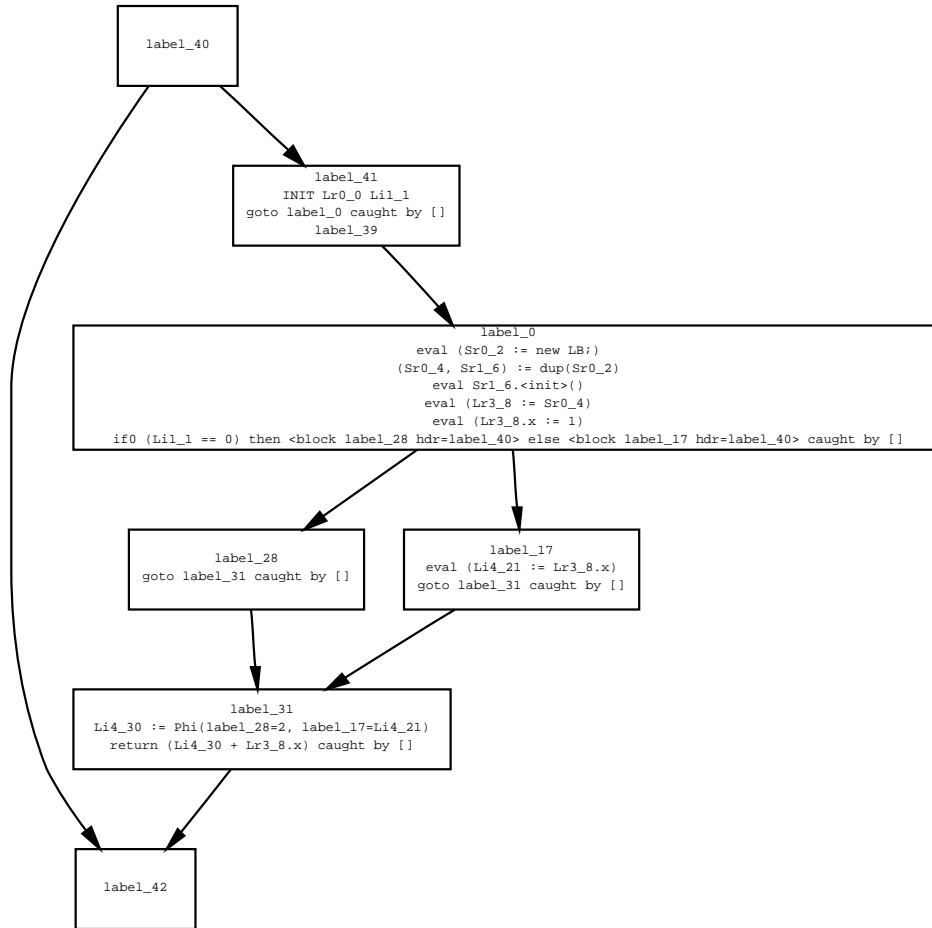 label_40
label_41
INIT Lr0_0 Li1_1
goto label_0 caught by []
label_39
label_0
eval (Sr0_2 := new LB;)
(Sr0_4, Sr1_6) := dup(Sr0_2)
eval Sr1_6.<init>()
eval (Lr3_8 := Sr0_4)
eval (Lr3_8.x := 1)
if0 (Li1_1 == 0) then <block label_28 hdr=label_40> else <block label_17 hdr=label_40> caught by []
label_28
goto label_31 caught by []
label_17
eval (Li4_21 := Lr3_8.x)
goto label_31 caught by []
label_31
Li4_30 := Phi(label_28=2, label_17=Li4_21)
return (Li4_30 + Lr3_8.x) caught by []
label_42